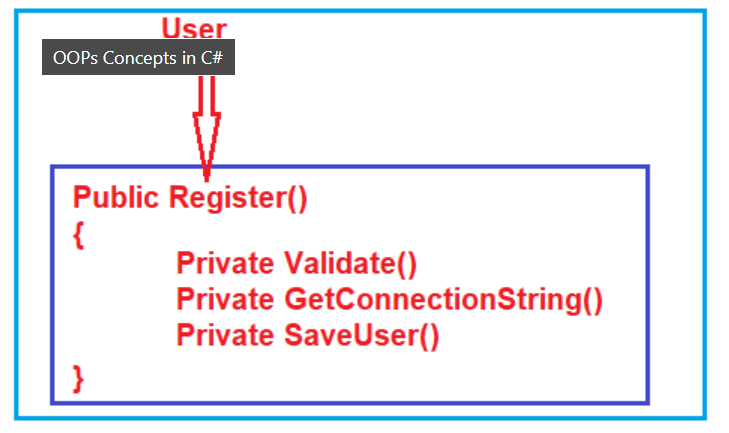 User
OOPs Concepts in C#
Public Register()
{
Private Validate()
Private GetConnectionString()
Private SaveUser()
}